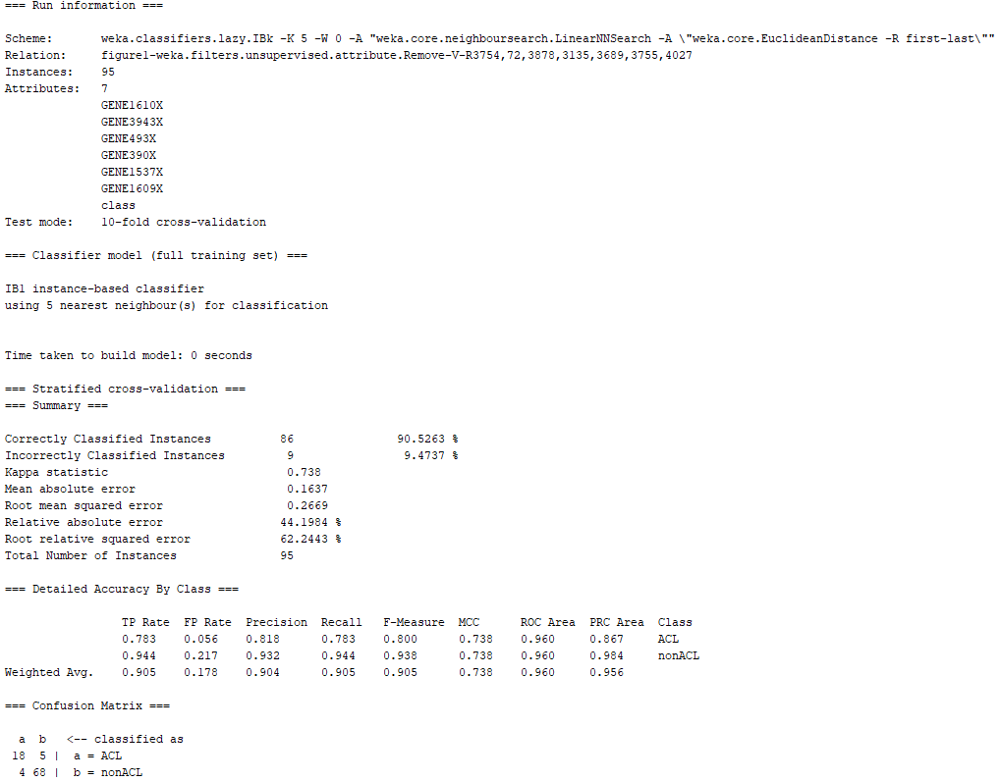 === Run information ===
Scheme: weka.classifiers.lazy.IBk -K 5 -W 0 -A "weka.core.neighboursearch.LinearNNSearch -A \"weka.core.EuclideanDistance -R first-last\""
Relation: figure1-weka.filters.unsupervised.attribute.Remove-V-R3754,72,3878,3135,3689,3755,4027
Instances: 95
Attributes: 7
GENE1610X
GENE3943X
GENE493X
GENE390X
GENE1537X
GENE1609X
class
Test mode: 10-fold cross-validation
=== Classifier model (full training set) ===
IB1 instance-based classifier
using 5 nearest neighbour(s) for classification
Time taken to build model: 0 seconds
=== Stratified cross-validation ===
=== Summary ===
Correctly Classified Instances 86 90.5263 %
Incorrectly Classified Instances 9 9.4737 %
Kappa statistic 0.738
Mean absolute error 0.1637
Root mean squared error 0.2669
Relative absolute error 44.1984 %
Root relative squared error 62.2443 %
Total Number of Instances 95
=== Detailed Accuracy By Class ===
TP Rate FP Rate Precision Recall F-Measure MCC ROC Area PRC Area Class
0.783 0.056 0.818 0.783 0.800 0.738 0.960 0.867 ACL
0.944 0.217 0.932 0.944 0.938 0.738 0.960 0.984 nonACL
Weighted Avg. 0.905 0.178 0.904 0.905 0.905 0.738 0.960 0.956
=== Confusion Matrix ===
a b <-- classified as
18 5 | a = ACL
4 68 | b = nonACL